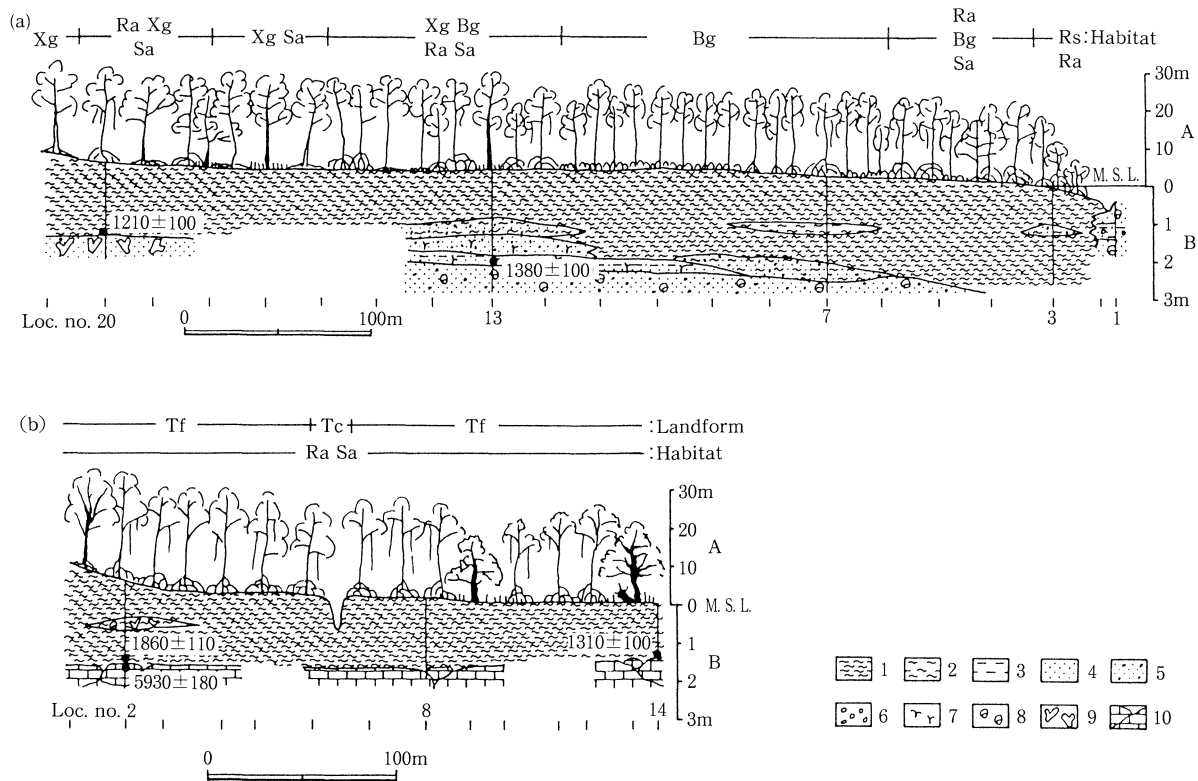 (a)
Xg Ra Xg Sa Xg Sa Xg Bg Ra Sa Bg Ra Bg Sa Rs:Habitat Ra
30m
20
A
10
M. S. L.
0
1210±100
1
B
1380±100
2
3m
Loc. no. 20 0 100m 13 7 3 1
(b)
Tf Tc Tf :Landform
Ra Sa :Habitat
30m
20
A
10
0 M. S. L.
1860±110 1310±100 1
B
5930±180 2
Loc. no. 2 8 14 3m
0 100m
1 2 3 4 5
6 7 8 9 10